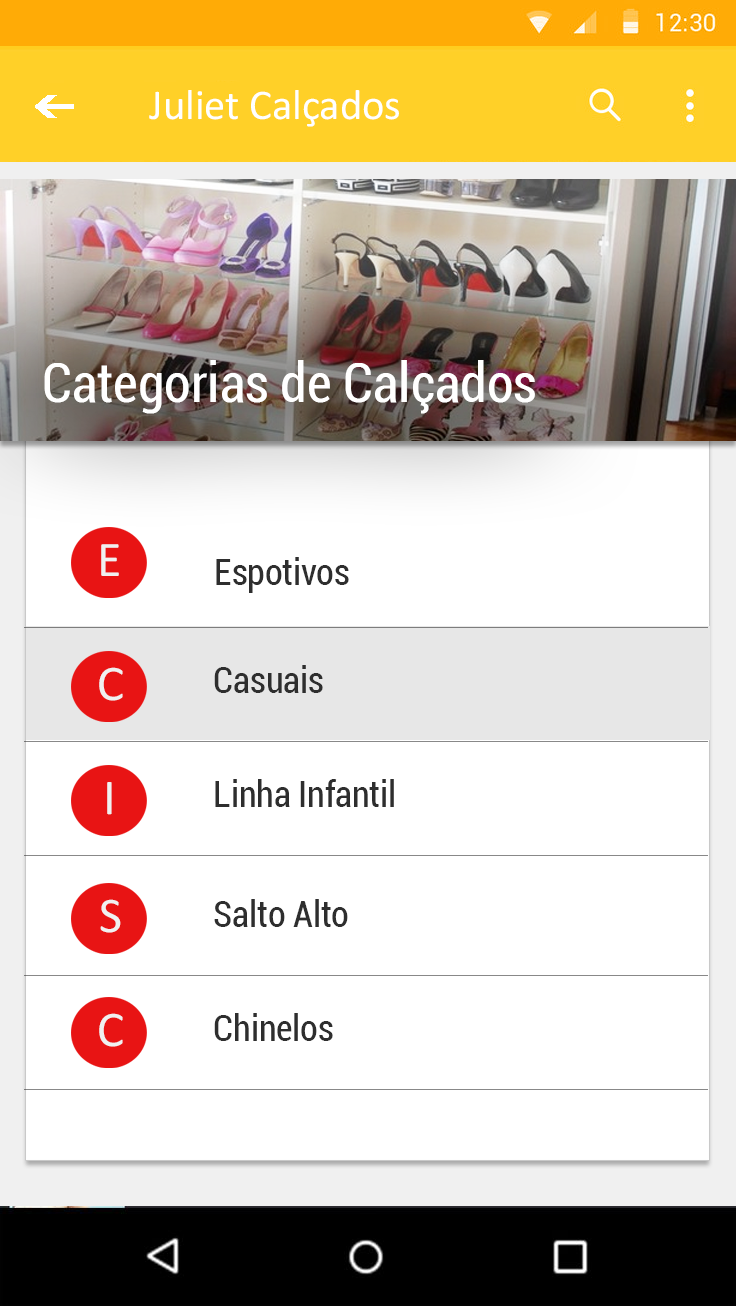 12:30
Juliet Calçados
Categorias de Calçados
E
Espotivos
C
Casuais
I
Linha Infantil
S
Salto Alto
C
Chinelos